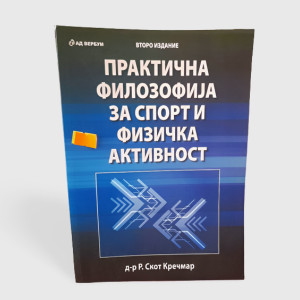 АД ВЕРБУМ
ВТОРО ИЗДАНИЕ
ПРАКТИЧНА
ФИЛОЗОФИЈА
ЗА СПОРТ И
ФИЗИЧКА
АКТИВНОСТ
д-р Р. Скот Кречмар